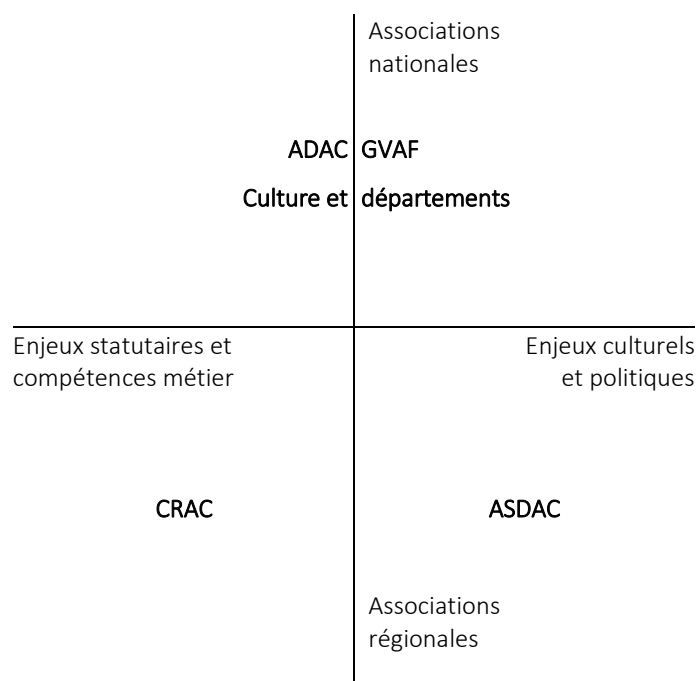 Associations
nationales
ADAC GVAF
Culture et départements
Enjeux statutaires et
compétences métier
Enjeux culturels
et politiques
CRAC
ASDAC
Associations
régionales